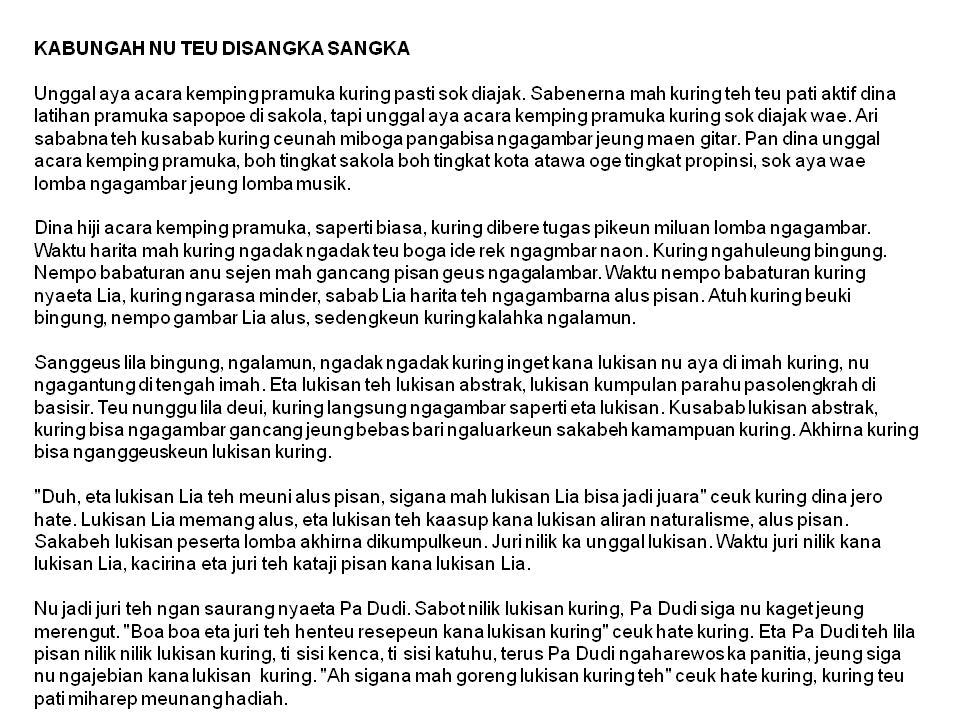 KABUNGAH NU TEU DISANGKA SANGKA
Unggal aya acara kemping pramuka kuring pasti sok diajak. Sabenerna mah kuring teh teu pati aktif dina
latihan pramuka sapopoe di sakola, tapi unggal aya acara kemping pramuka kuring sok diajak wae. Ari
sababna teh kusabab kuring ceunah miboga pangabisa ngagambar jeung maen gitar. Pan dina unggal
acara kemping pramuka, boh tingkat sakola boh tingkat kota atawa oge tingkat propinsi, sok aya wae
lomba ngagambar jeung lomba musik.
Dina hiji acara kemping pramuka, saperti biasa, kuring dibere tugas pikeun miluan lomba ngagambar.
Waktu harita mah kuring ngadak ngadak teu boga ide rek ngagmbar naon. Kuring ngahuleung bingung.
Nempo babaturan anu sejen mah gancang pisan geus ngagalambar. Waktu nempo babaturan kuring
nyaeta Lia, kuring ngarasa minder, sabab Lia harita teh ngagambarna alus pisan. Atuh kuring beuki
bingung, nempo gambar Lia alus, sedengkeun kuring kalahka ngalamun.
Sanggeus lila bingung, ngalamun, ngadak ngadak kuring inget kana lukisan nu aya di imah kuring, nu
ngagantung di tengah imah. Eta lukisan teh lukisan abstrak, lukisan kumpulan parahu pasolengkrah di
basisir. Teu nunggu lila deui, kuring langsung ngagambar saperti eta lukisan. Kusabab lukisan abstrak,
kuring bisa ngagambar gancang jeung bebas bari ngaluarkeun sakabeh kamampuan kuring. Akhirna kuring
bisa nganggeuskeun lukisan kuring.
"Duh, eta lukisan Lia teh meuni alus pisan, sigana mah lukisan Lia bisa jadi juara" ceuk kuring dina jero
hate. Lukisan Lia memang alus, eta lukisan teh kaasup kana lukisan aliran naturalisme, alus pisan.
Sakabeh lukisan peserta lomba akhirna dikumpulkeun. Juri nilik ka unggal lukisan. Waktu juri nilik kana
lukisan Lia, kacirina eta juri teh kataji pisan kana lukisan Lia.
Nu jadi juri teh ngan saurang nyaeta Pa Dudi. Sabot nilik lukisan kuring, Pa Dudi siga nu kaget jeung
merengut. "Boa boa eta juri teh henteu resepeun kana lukisan kuring" ceuk hate kuring. Eta Pa Dudi teh lila
pisan nilik nilik lukisan kuring, ti sisi kenca, ti sisi katuhu, terus Pa Dudi ngaharewos ka panitia, jeung siga
nu ngajebian kana lukisan kuring. "Ah sigana mah goreng lukisan kuring teh" ceuk hate kuring, kuring teu
pati miharep meunang hadiah.